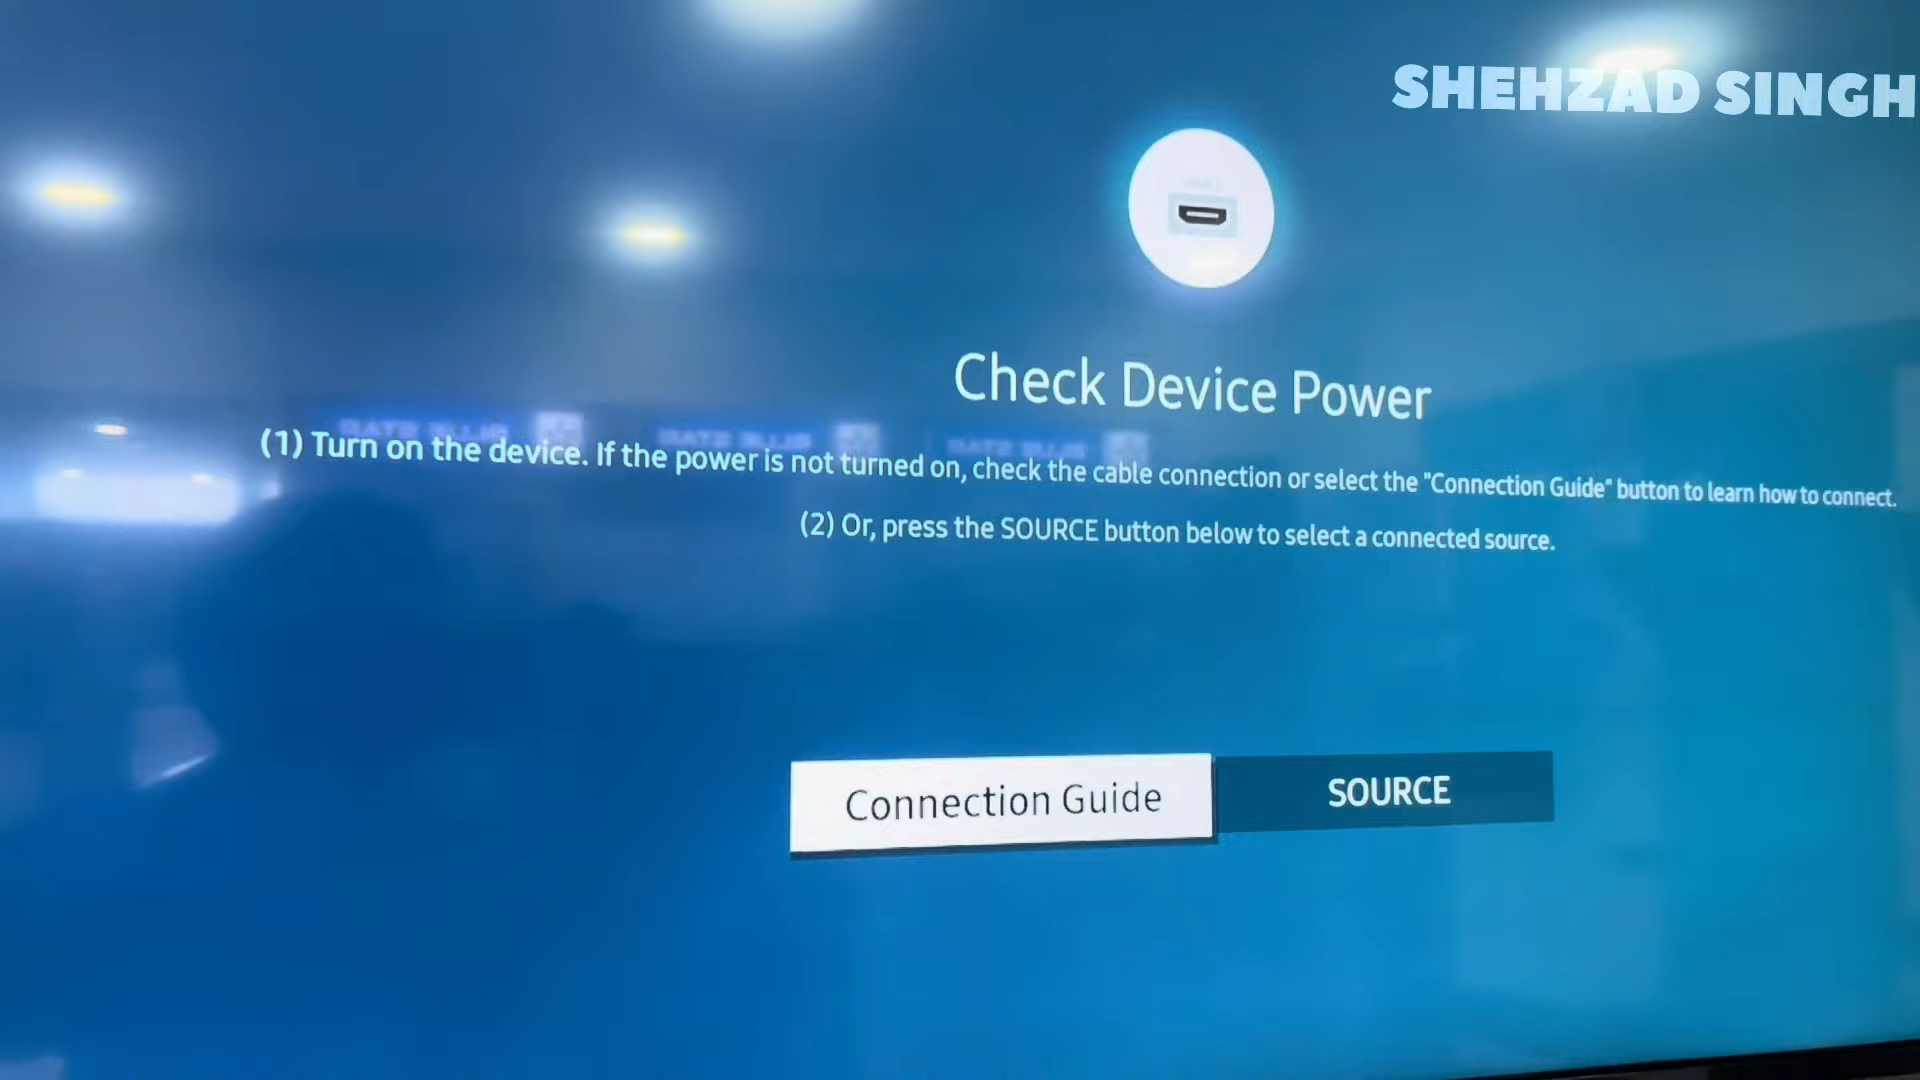 SHEHZAD SINGH
Check Device Power
(1) Turn on the device. If the power is not turned on, check the cable connection or select the "Connection Guide" button to learn how to connect.
(2) Or, press the SOURCE button below to select a connected source.
Connection Guide
SOURCE